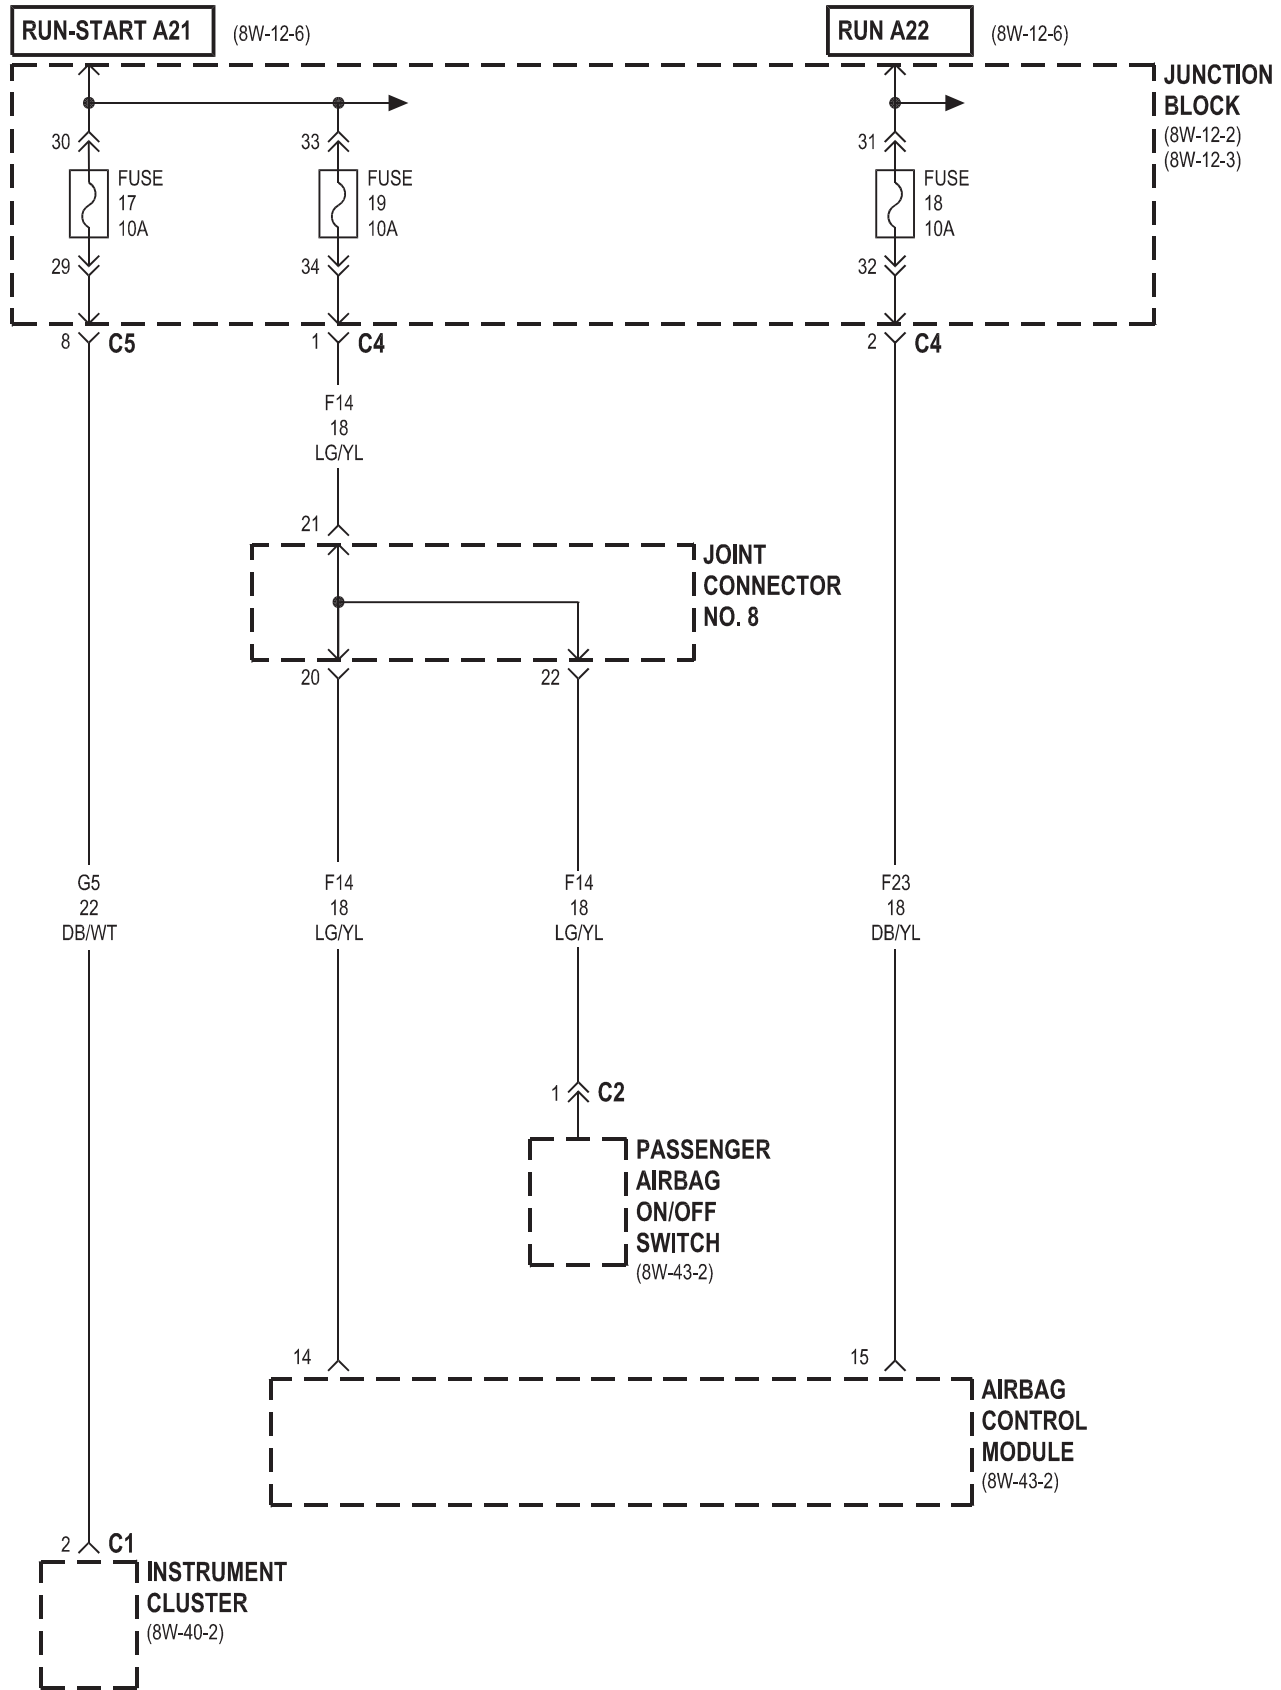 RUN-START A21
(8W-12-6)
RUN A22
(8W-12-6)
JUNCTION
BLOCK
(8W-12-2)
(8W-12-3)
30
FUSE
17
10A
29
33
FUSE
19
10A
34
31
FUSE
18
10A
32
8
C5
1
C4
2
C4
F14
18
LG/YL
21
JOINT
CONNECTOR
NO. 8
20
22
G5
22
DB/WT
F14
18
LG/YL
F14
18
LG/YL
F23
18
DB/YL
1
C2
PASSENGER
AIRBAG
ON/OFF
SWITCH
(8W-43-2)
14
15
AIRBAG
CONTROL
MODULE
(8W-43-2)
2
C1
INSTRUMENT
CLUSTER
(8W-40-2)